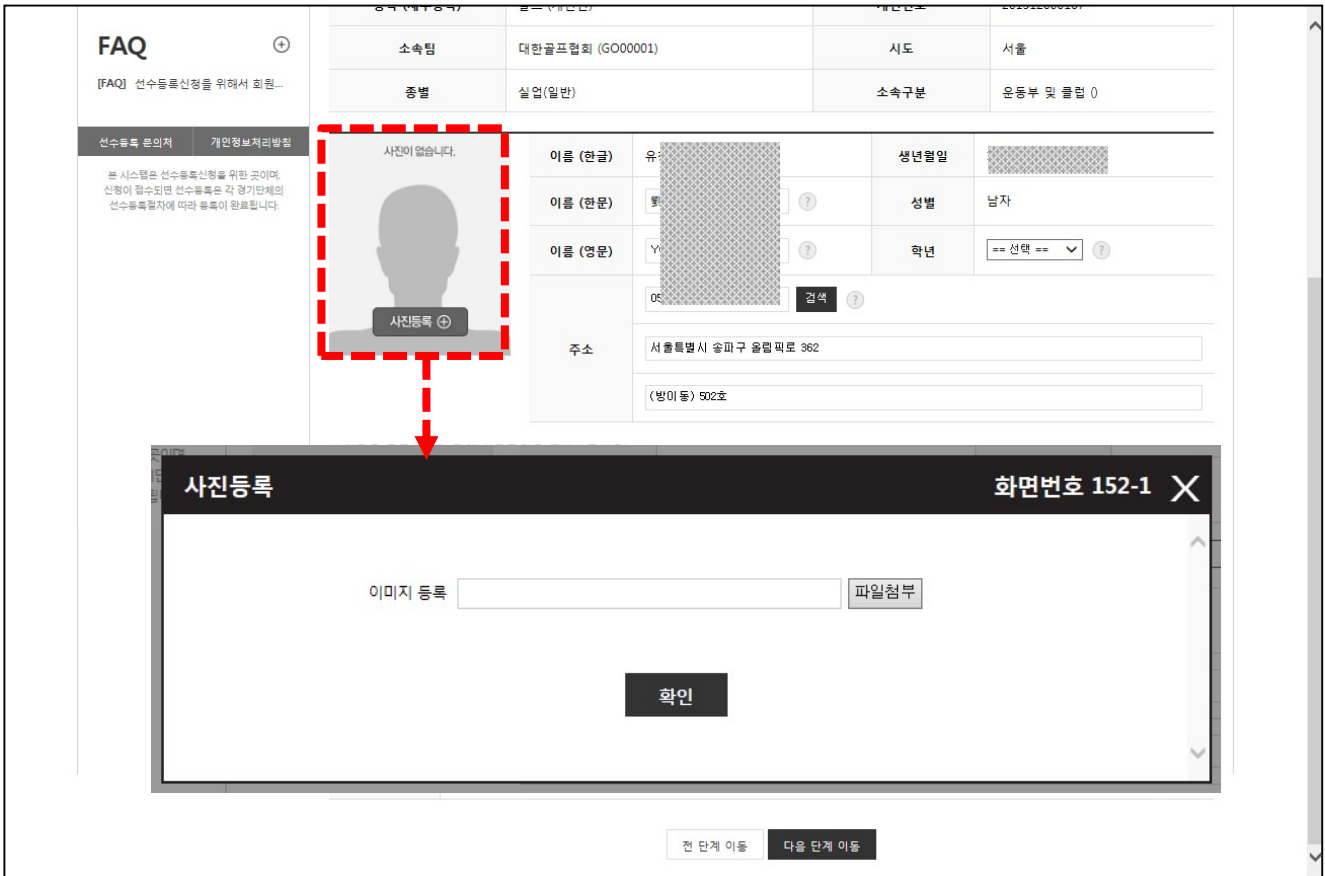 FAQ
[FAQ] 선수등록신청을 위해서 회원...
선수등록 문의처 개인정보처리방침
본 시스템은 선수등록신청을 위한 곳이며,
신청이 접수되면 선수등록은 각 경기단체의
선수등록절차에 따라 등록이 완료됩니다.
소속팀 대한골프협회 (GO00001) 시도 서울
종별 실업(일반) 소속구분 운동부 및 클럽 ()
사진이 없습니다.
사진등록
이름 (한글) 생년월일
이름 (한문) ? 성별 남자
이름 (영문) ? 학년 == 선택 == ?
주소 검색 ?
서울특별시 송파구 올림픽로 362
(방이동) 502호
사진등록 화면번호 152-1 X
이미지 등록 파일첨부
확인
전 단계 이동 다음 단계 이동